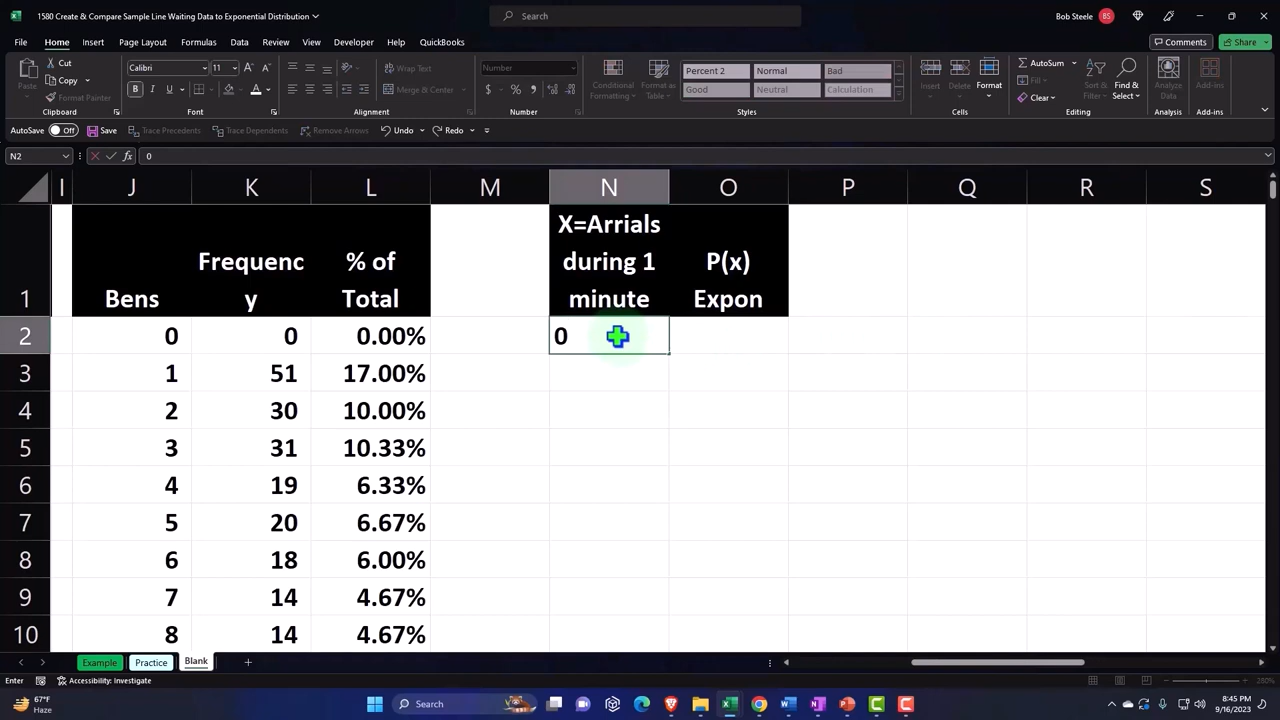 1580 Create & Compare Sample Line Waiting Data to Exponential Distribution
Search
Bob Steele
BS
File Home Insert Page Layout Formulas Data Review View Developer Help QuickBooks
Comments
Share
Paste
Cut
Copy
Format Painter
Clipboard
Calibri
11
B I U
A
Font
Wrap Text
Merge & Center
Alignment
Number
$ % 
Number
Conditional Formatting
Format as Table
Percent 2 Normal Bad
Good Neutral Calculation
Styles
Insert Delete Format
Cells
AutoSum
Fill
Clear
Sort & Filter
Find & Select
Editing
Analyze Data
Analysis
Add-ins
Add-ins
AutoSave Off Save Trace Precedents Trace Dependents Remove Arrows Undo Redo
N2 fx 0
I J K L M N O P Q R S
1 Bens Frequenc
y % of
Total X=Arrials
during 1
minute P(x)
Expon
2 0 0 0.00% 0
3 1 51 17.00%
4 2 30 10.00%
5 3 31 10.33%
6 4 19 6.33%
7 5 20 6.67%
8 6 18 6.00%
9 7 14 4.67%
10 8 14 4.67%
Example Practice Blank
Enter Accessibility: Investigate 280%
67°F
Haze
Search
8:45 PM
9/16/2023